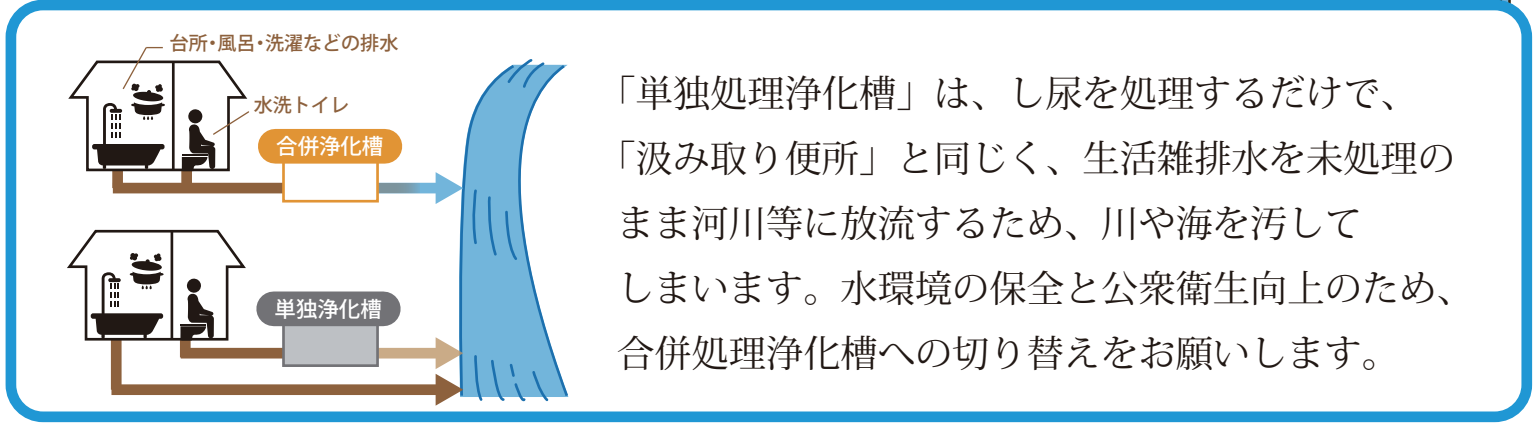 台所・風呂・洗濯などの排水
水洗トイレ
合併浄化槽
単独浄化槽
「単独処理浄化槽」は、し尿を処理するだけで、
「汲み取り便所」と同じく、生活雑排水を未処理の
まま河川等に放流するため、川や海を汚して
しまいます。水環境の保全と公衆衛生向上のため、
合併処理浄化槽への切り替えをお願いします。